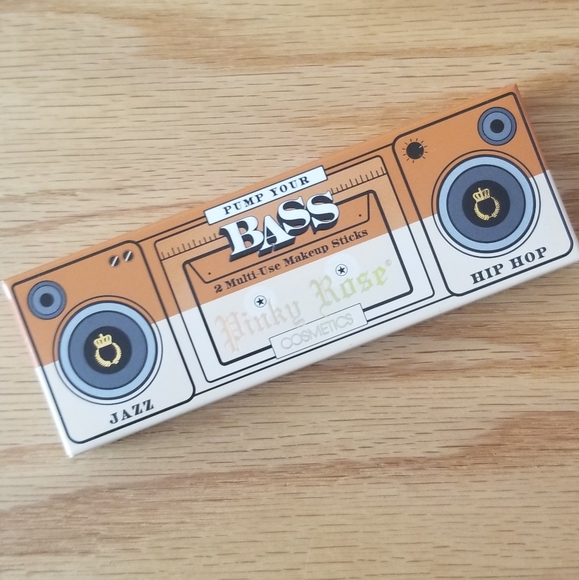 PUMP YOUR
BASS
2 Multi-Use Makeup Sticks
Pinky Rose®
COSMETICS
JAZZ
HIP HOP